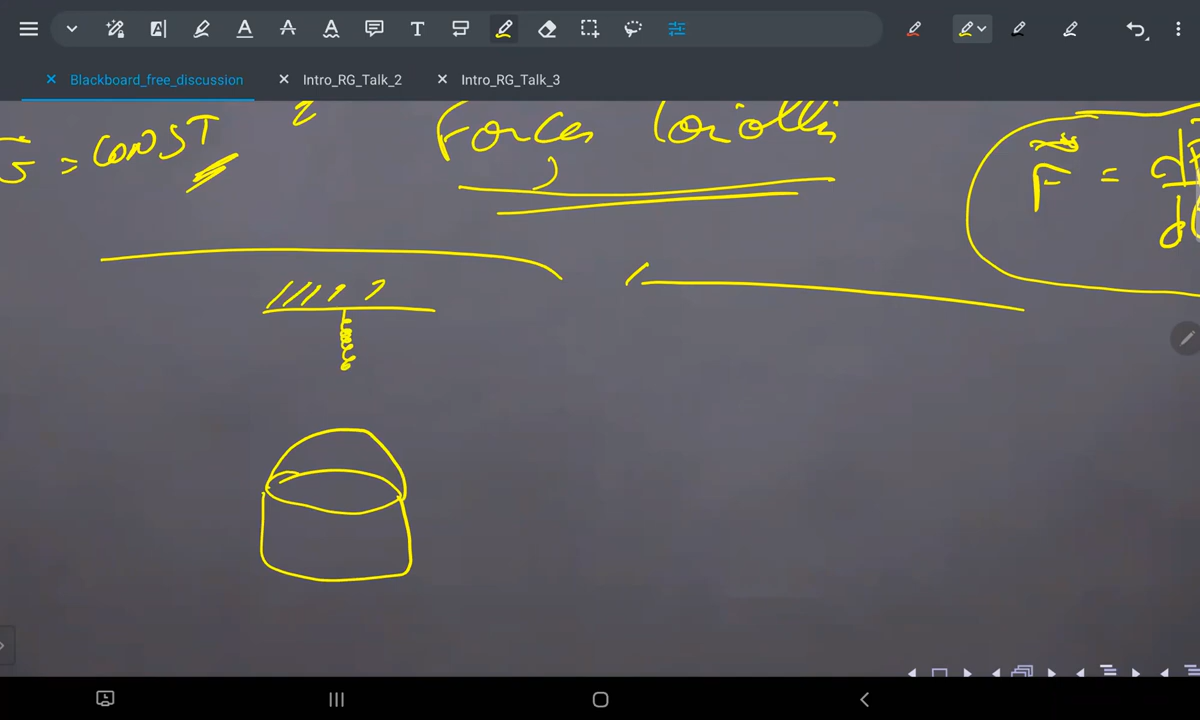 Blackboard_free_discussion Intro_RG_Talk_2 Intro_RG_Talk_3
= CONST
Forces Coriolis
F = d
d